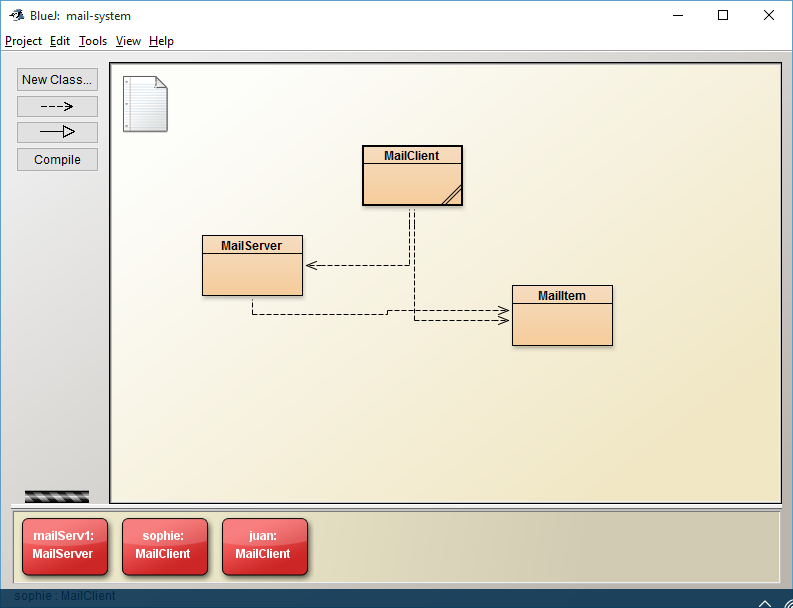 BlueJ: mail-system
Project Edit Tools View Help
New Class...
Compile
MailClient
MailServer
MailItem
mailServ1:
MailServer
sophie:
MailClient
juan:
MailClient
sophie : MailClient